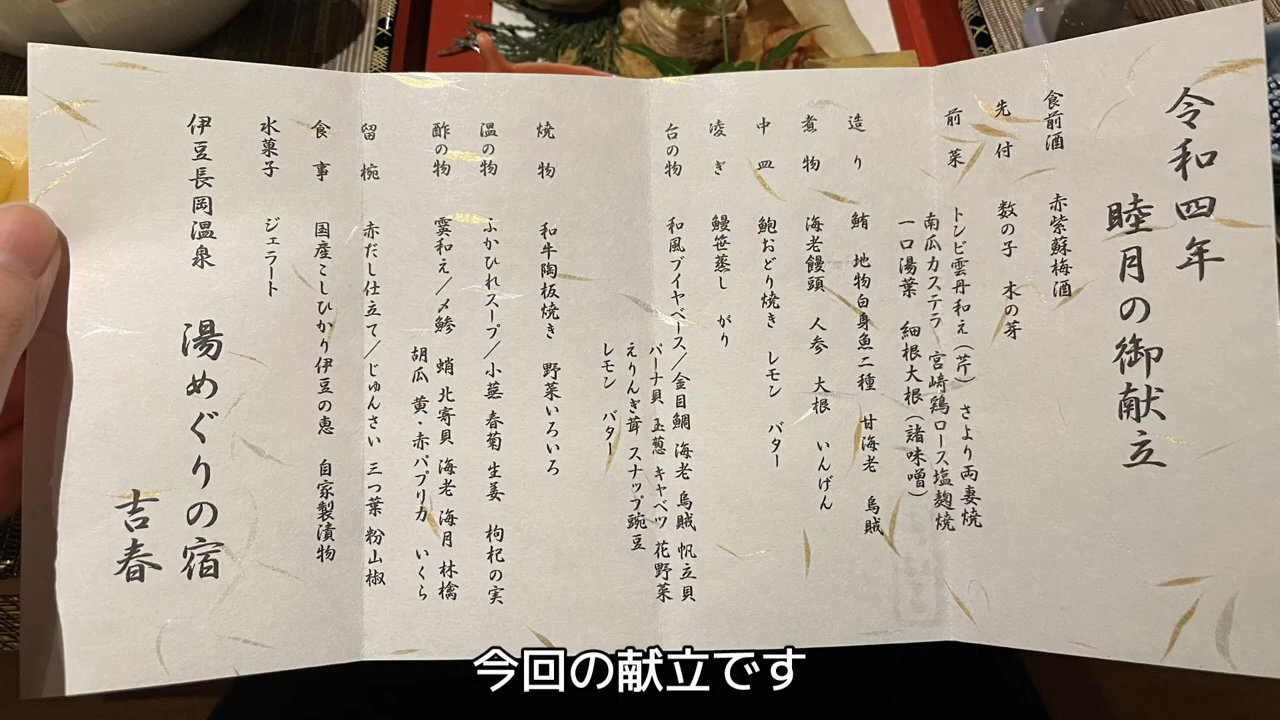 令和四年
睦月の御献立
食前酒 赤紫蘇梅酒
先付 数の子 木の芽
前菜 トンビ雲丹和え(芹) さより両妻焼
南瓜カステラ 宮崎鶏ロース塩麹焼
一口湯葉 細根大根(諸味噌)
造り 鮪 地物白身魚二種 甘海老 烏賊
煮物 海老饅頭 人参 大根 いんげん
中皿 鮑おどり焼き レモン バター
凌ぎ 鰻笹蒸し がり
台の物 和風ブイヤベース/金目鯛 海老 烏賊 帆立貝
パーナ貝 玉葱 キャベツ 花野菜
えりんぎ茸 スナップ豌豆
レモン バター
焼物 和牛陶板焼き 野菜いろいろ
温の物 ふかひれスープ/小葱 春菊 生姜 枸杞の実
酢の物 霙和え/〆鯵 蛸 北寄貝 海老 海月 林檎
胡瓜 黄・赤パプリカ いくら
留椀 赤だし仕立て/じゅんさい 三つ葉 粉山椒
食事 国産こしひかり伊豆の恵 自家製漬物
水菓子 ジェラート
伊豆長岡温泉
湯めぐりの宿
吉春
今回の献立です